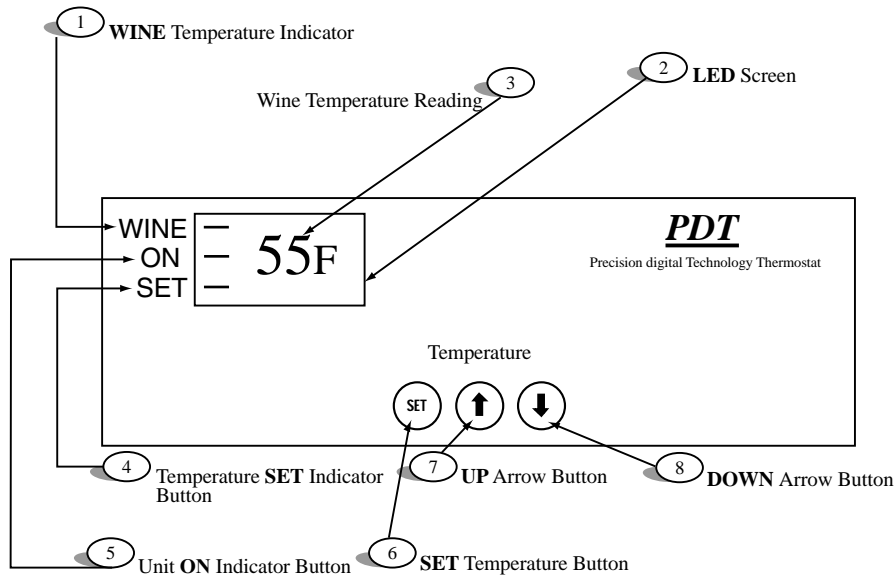 1 WINE Temperature Indicator
2 LED Screen
3
Wine Temperature Reading
WINE
ON
SET
55F
PDT
Precision digital Technology Thermostat
Temperature
SET
4 Temperature SET Indicator
Button
7 UP Arrow Button
8 DOWN Arrow Button
5 Unit ON Indicator Button
6 SET Temperature Button